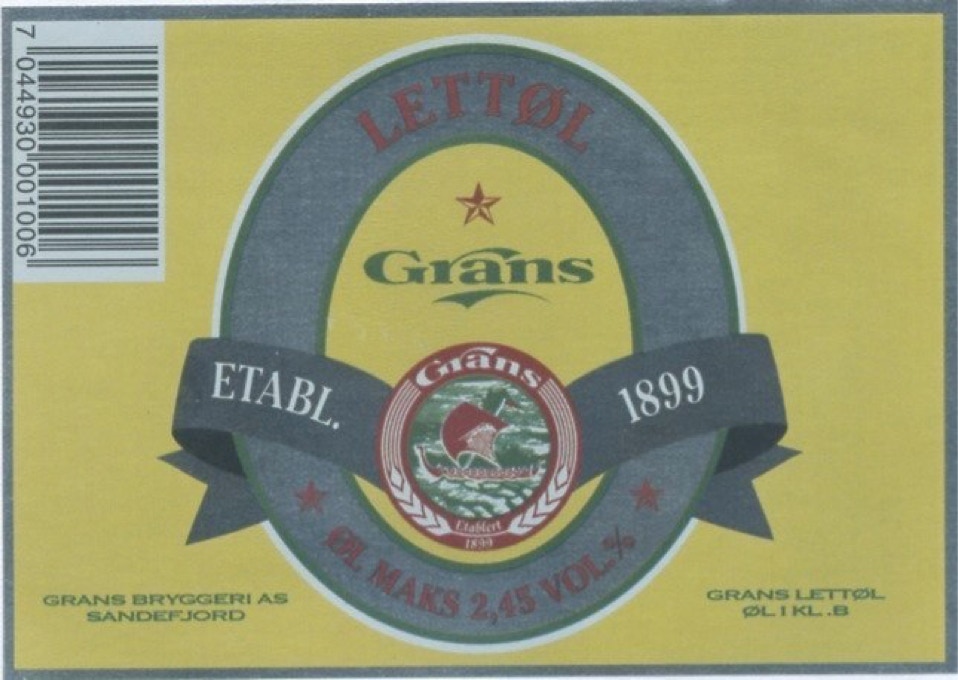 7 044930 001006
LETTØL
Grans
ETABL. 1899
Grans
Etablert
1899
ØL MAKS 2,45 VOL.%
GRANS BRYGGERI AS
SANDEFJORD
GRANS LETTØL
ØL I KL .B